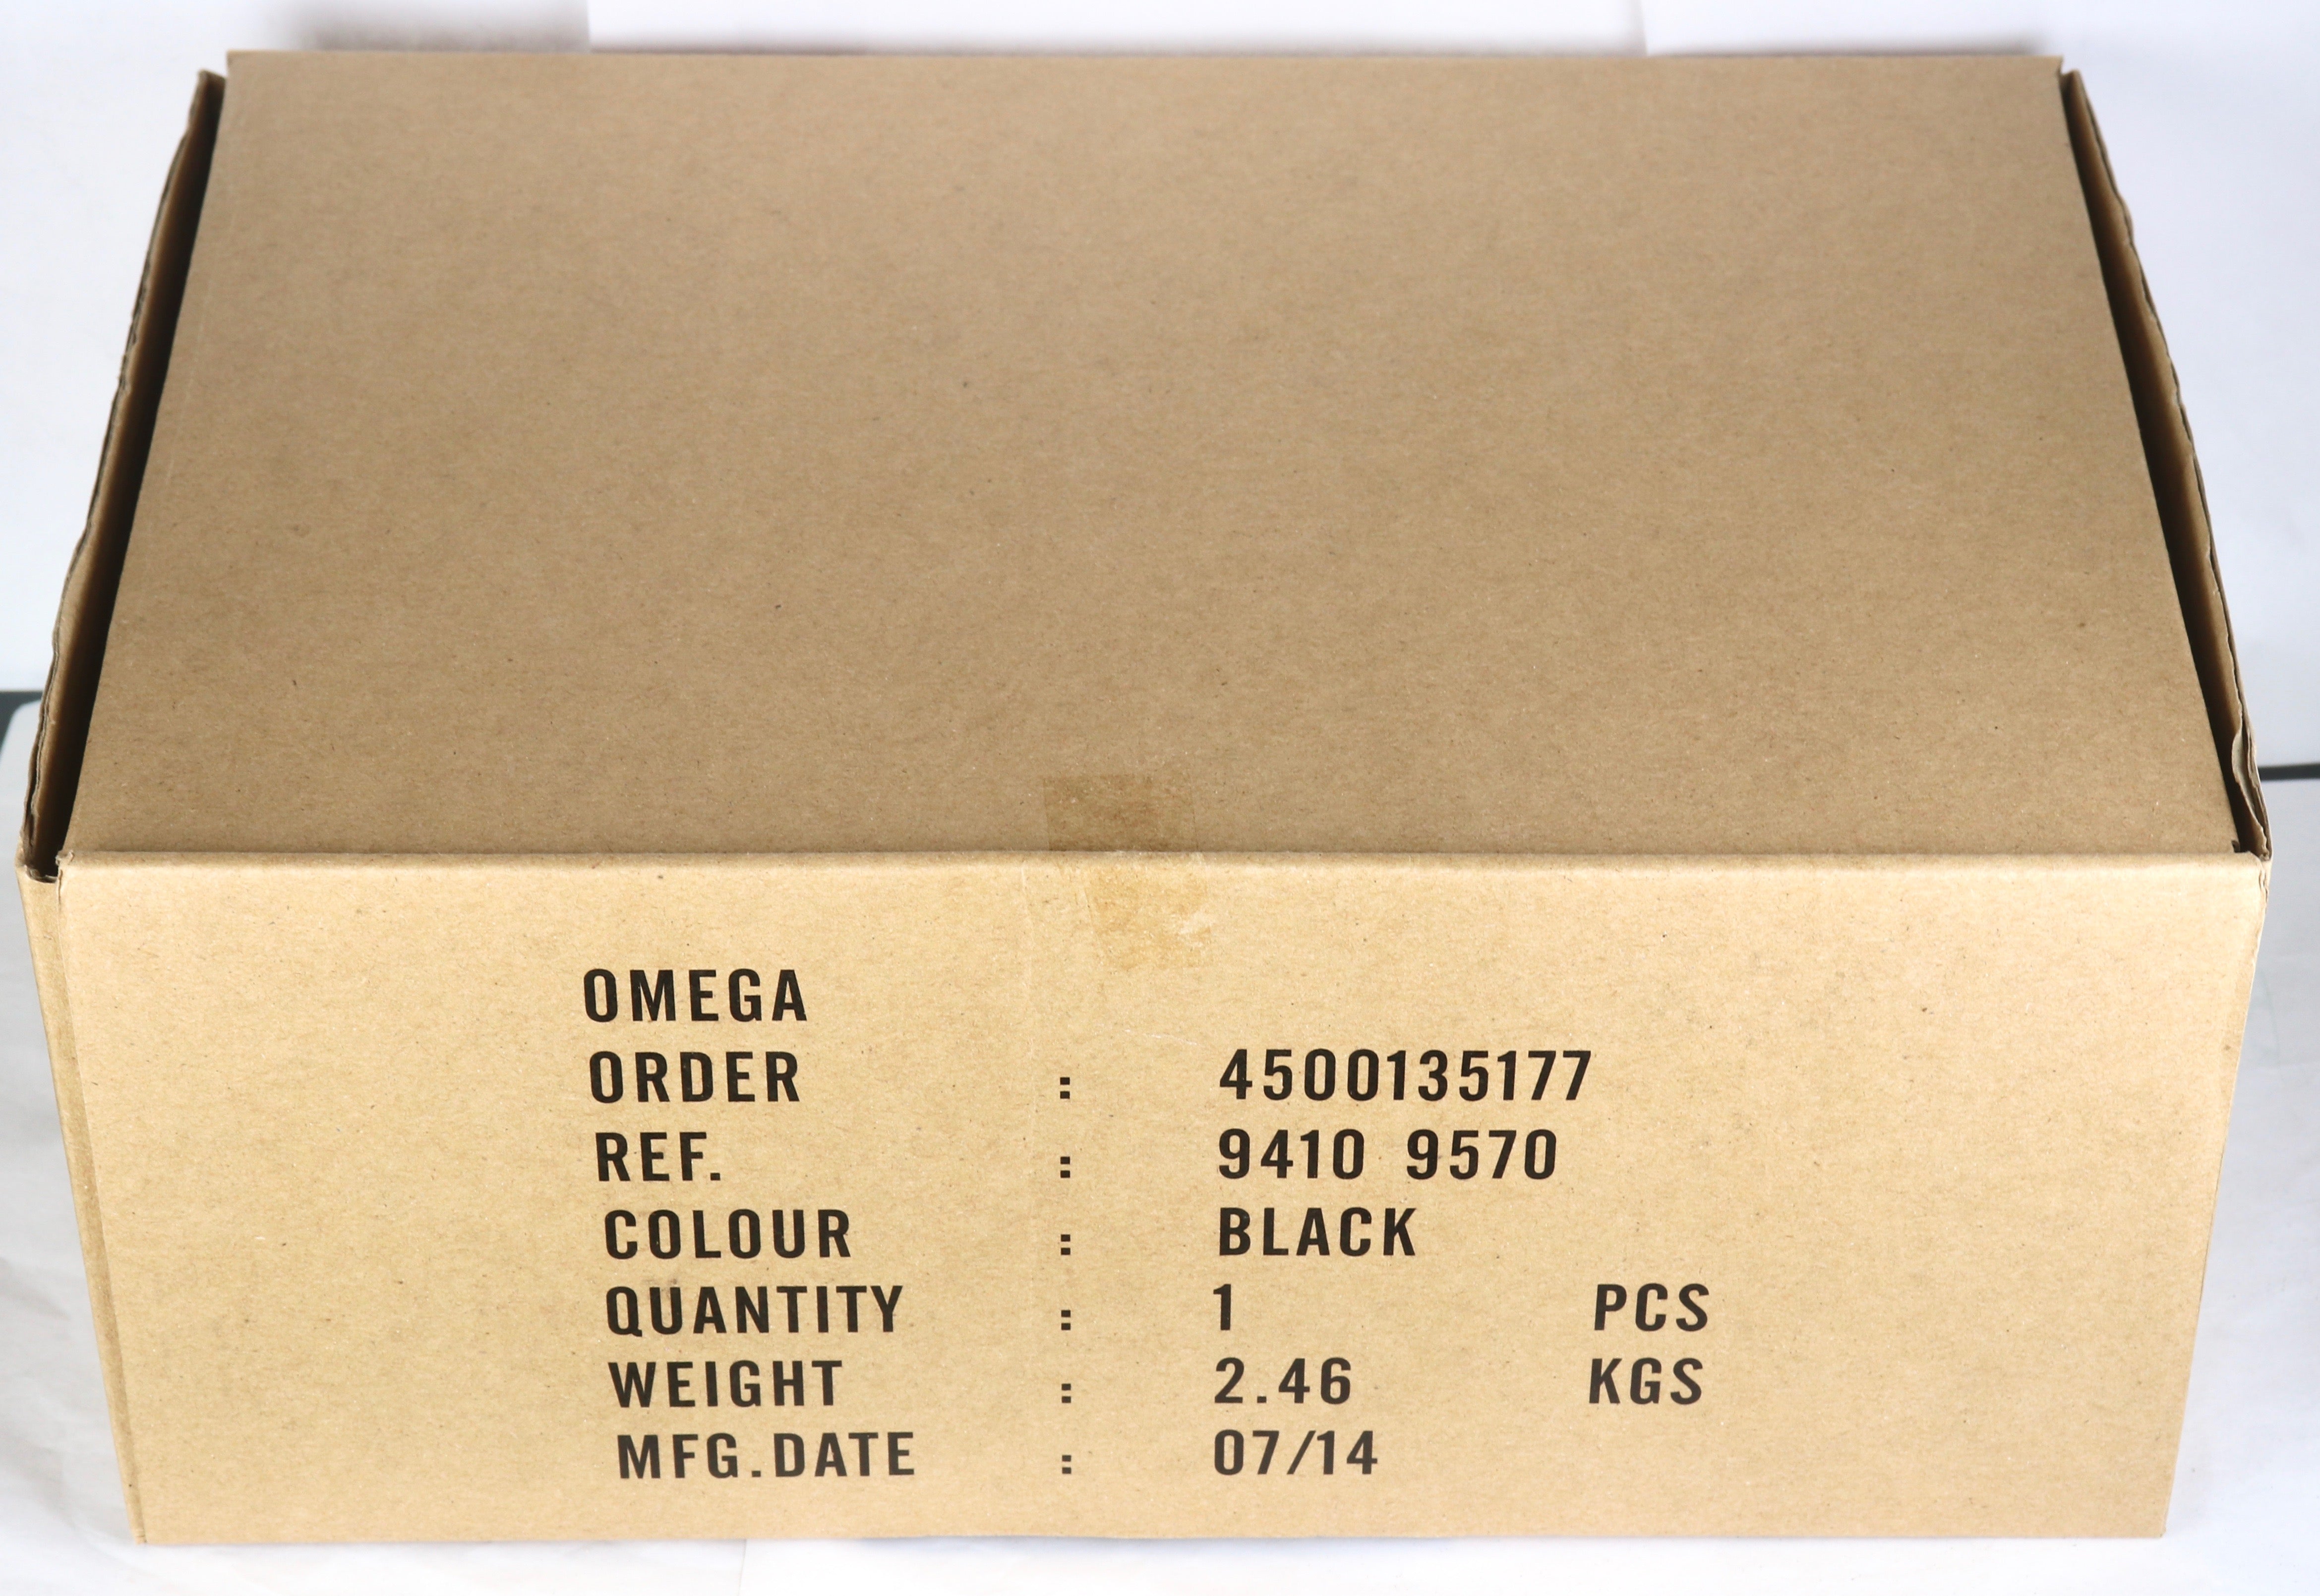 OMEGA
ORDER : 4500135177
REF. : 9410 9570
COLOUR : BLACK
QUANTITY : 1 PCS
WEIGHT : 2.46 KGS
MFG.DATE : 07/14